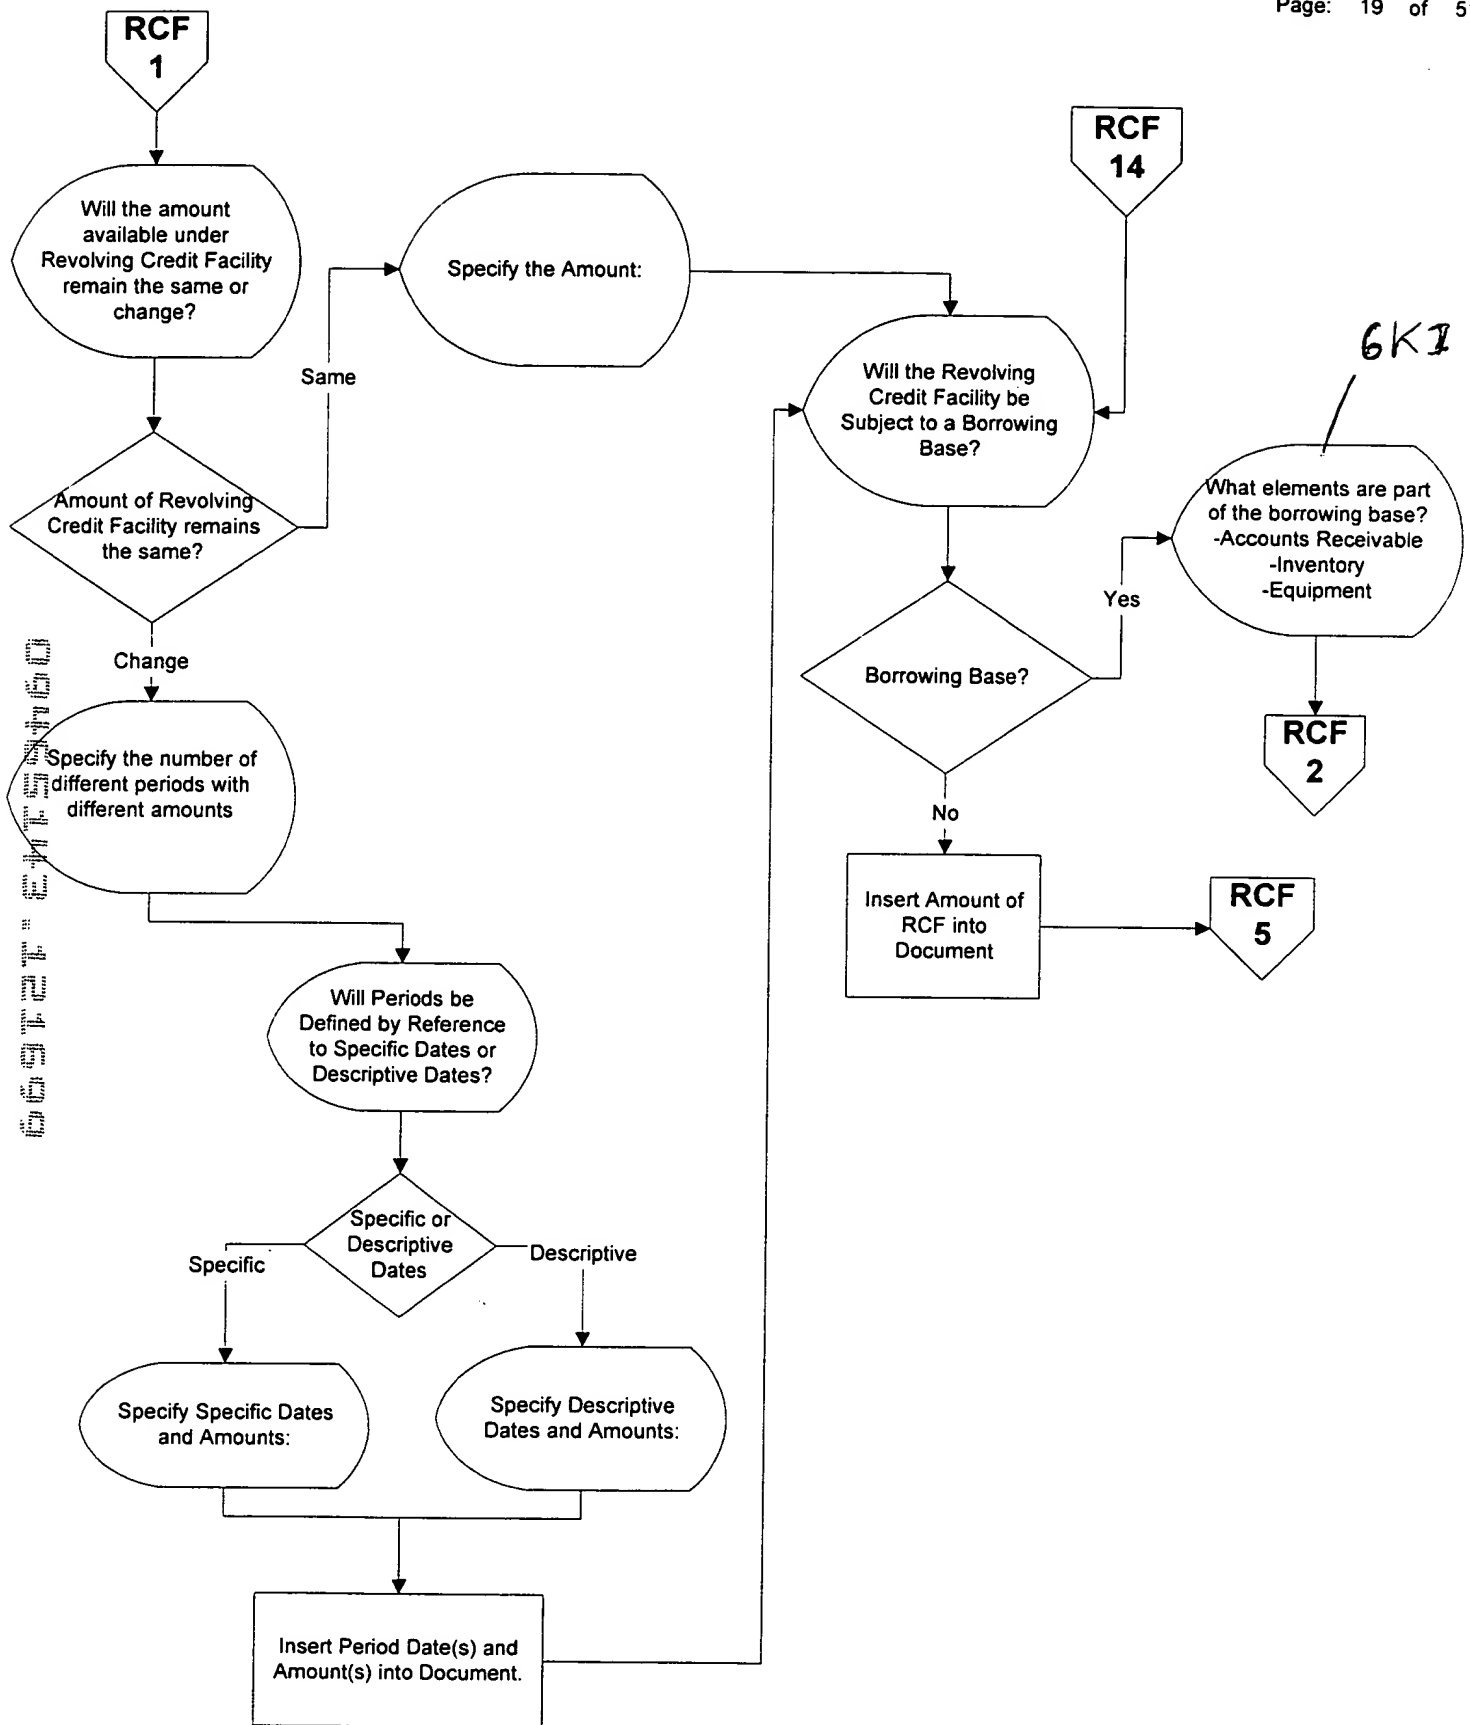 Page: 19 of 5
RCF
1
Will the amount
available under
Revolving Credit Facility
remain the same or
change?
Amount of Revolving
Credit Facility remains
the same?
Same
Specify the Amount:
Change
Specify the number of
different periods with
different amounts
Will Periods be
Defined by Reference
to Specific Dates or
Descriptive Dates?
Specific or
Descriptive
Dates
Specific
Descriptive
Specify Specific Dates
and Amounts:
Specify Descriptive
Dates and Amounts:
Insert Period Date(s) and
Amount(s) into Document.
RCF
14
Will the Revolving
Credit Facility be
Subject to a Borrowing
Base?
Borrowing Base?
Yes
6KI
What elements are part
of the borrowing base?
-Accounts Receivable
-Inventory
-Equipment
RCF
2
No
Insert Amount of
RCF into
Document
RCF
5